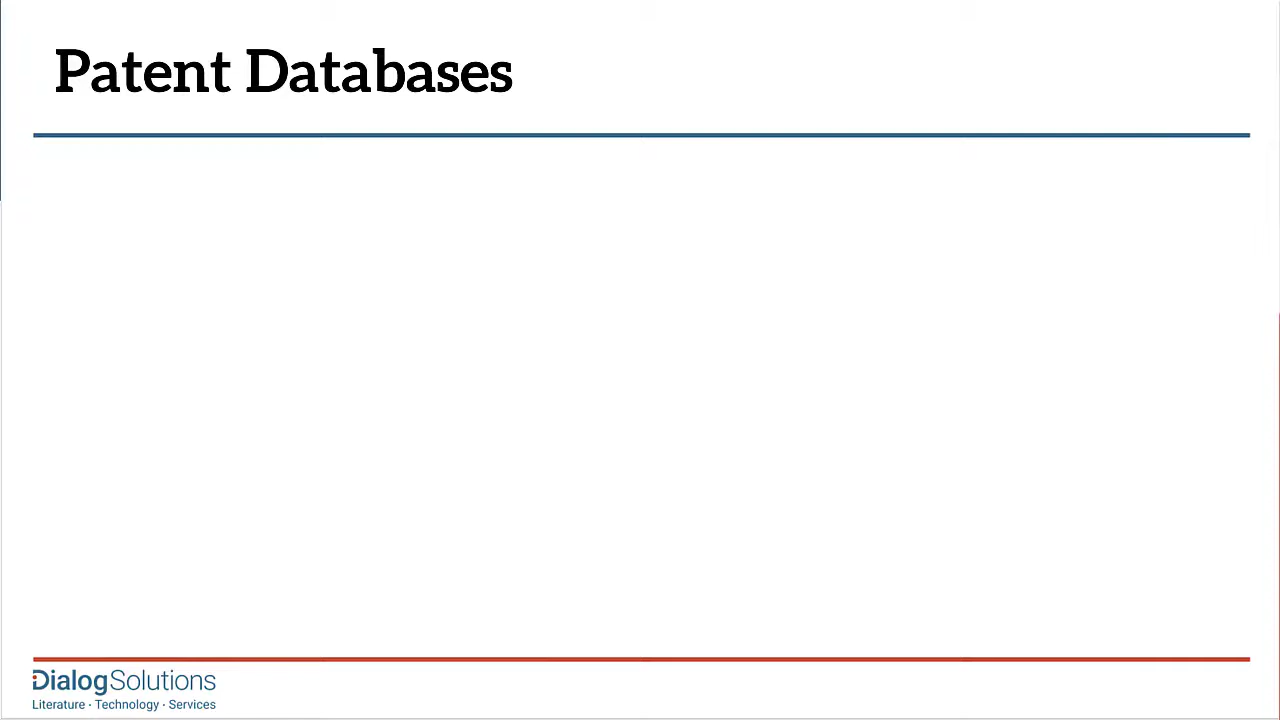 Patent Databases
DialogSolutions
Literature · Technology · Services